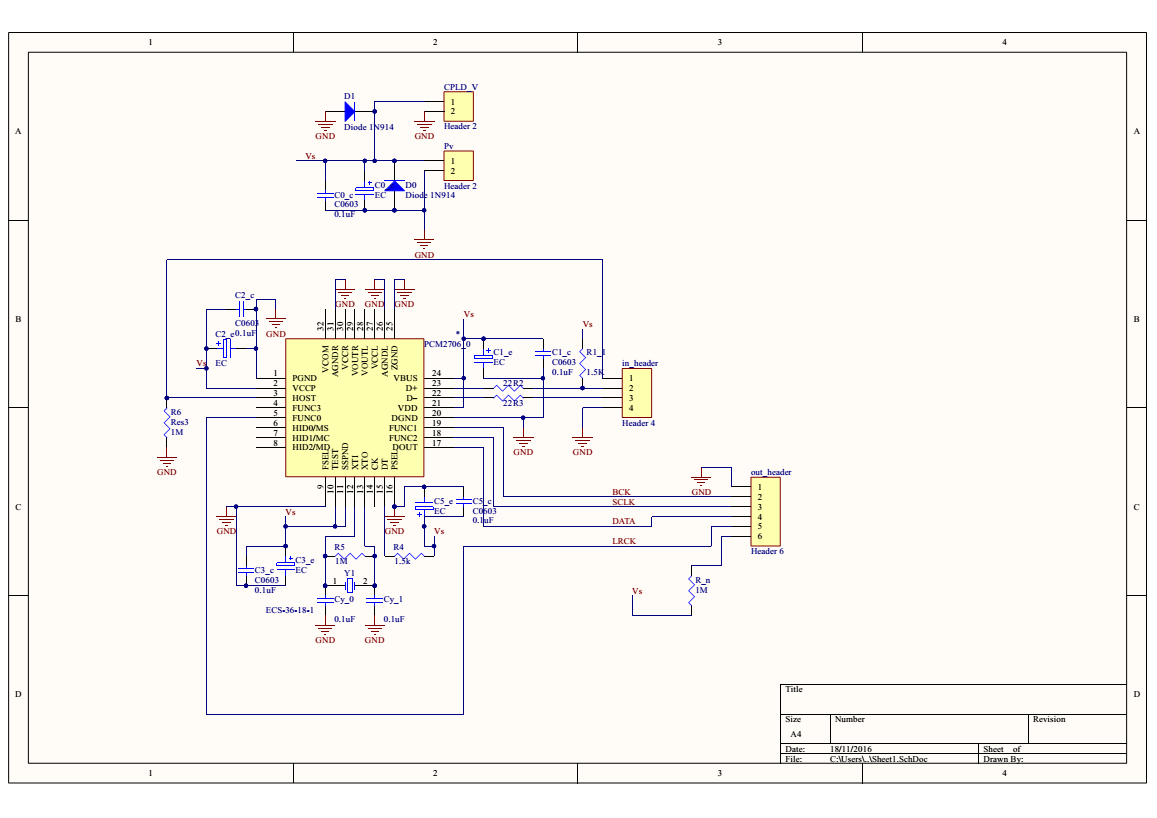 1 2 3 4
A A
B B
C C
D D
CPLD_V
D1
1
2
Diode 1N914
Header 2
GND
GND
Pv
Vs
1
2
C0
EC
D0
Diode 1N914
Header 2
C0_c
C0603
0.1uF
GND
C2_c
C0603
0.1uF
GND
C2_e
EC
Vs
GND
GND
GND
32 31 30 29 28 27 26 25
VCOM
AGNDR
VCCR
VOUTR
VOUTL
VCCL
AGNDL
ZGND
*
PCM2706_0
Vs
C1_e
EC
C1_c
C0603
0.1uF
Vs
R1_1
1.5K
in_header
1
2
3
4
Header 4
1 PGND
2 VCCP
3 HOST
4 FUNC3
5 FUNC0
6 HID0/MS
7 HID1/MC
8 HID2/MD
VBUS 24
D+ 23
D- 22
VDD 21
DGND 20
FUNC1 19
FUNC2 18
DOUT 17
22R2
22R3
GND
GND
R6
Res3
1M
GND
FSEL
TEST
SSPND
XTI
XTO
CK
DT
PSEL
9 10 11 12 13 14 15 16
GND
Vs
GND
C5_e
EC
C5_c
C0603
0.1uF
Vs
C3_c
C0603
0.1uF
C3_e
EC
R5
1M
R4
1.5k
Y1
1 2
ECS-36-18-1
Cy_0
0.1uF
Cy_1
0.1uF
GND
GND
GND
BCK
SCLK
DATA
LRCK
out_header
1
2
3
4
5
6
Header 6
R_n
1M
Vs
Title
Size Number Revision
A4
Date: 18/11/2016 Sheet of
File: C:\Users\..\Sheet1.SchDoc Drawn By:
1 2 3 4